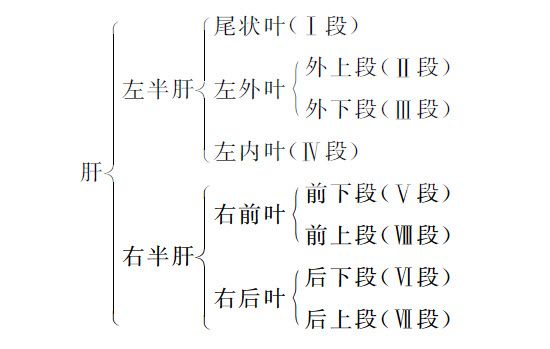 尾状叶(Ⅰ段)
外上段(Ⅱ段)
左半肝 左外叶
外下段(Ⅲ段)
左内叶(Ⅳ段)
肝
前下段(Ⅴ段)
右前叶
前上段(Ⅷ段)
右半肝
后下段(Ⅵ段)
右后叶
后上段(Ⅶ段)